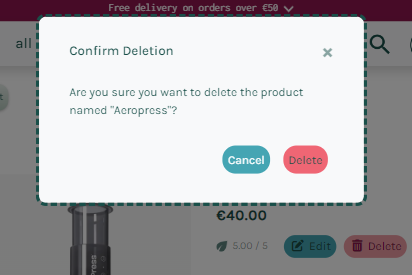 Free delivery on orders over €50
all
Confirm Deletion
×
Are you sure you want to delete the product
named "Aeropress"?
Cancel
Delete
€40.00
5.00 / 5
Edit
Delete